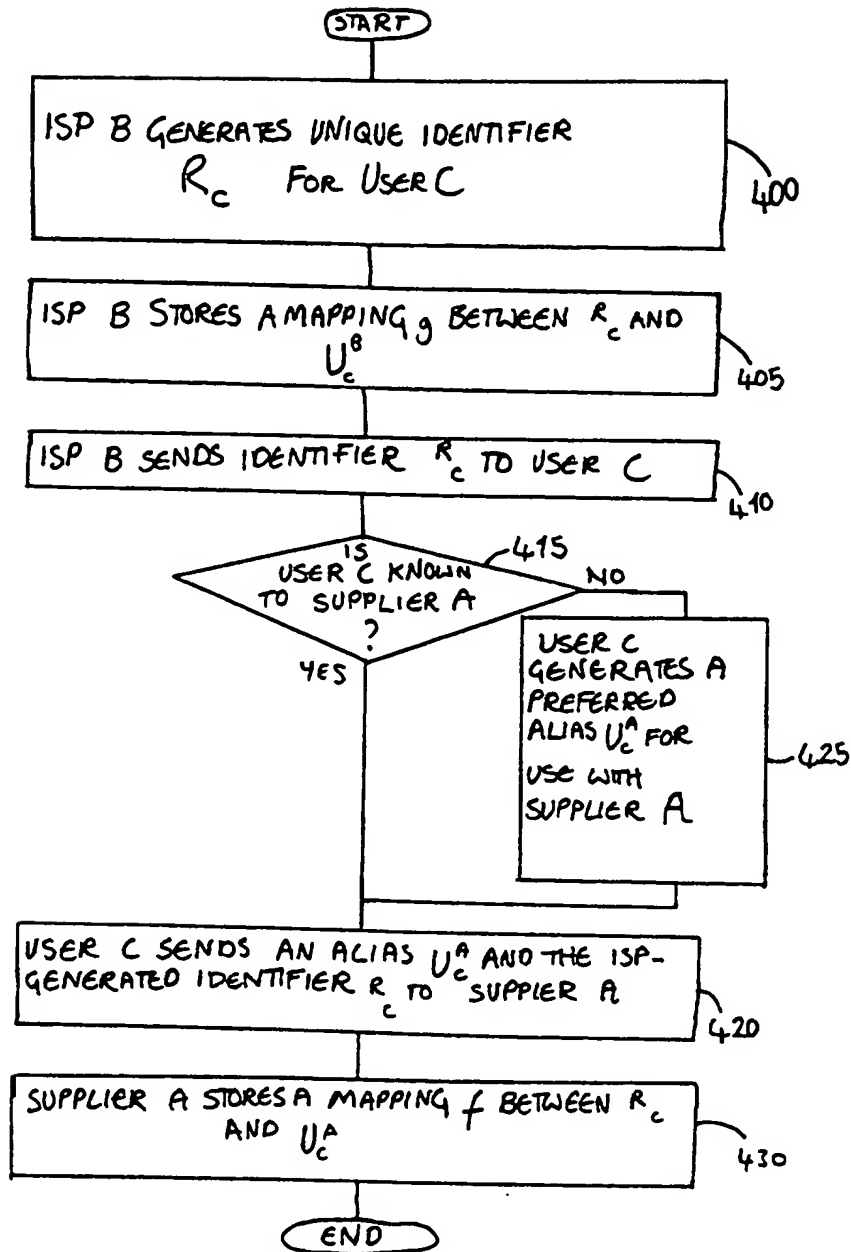 START
ISP B GENERATES UNIQUE IDENTIFIER
R_c FOR USER C
400
ISP B STORES A MAPPING g BETWEEN R_c AND
U_c^B
405
ISP B SENDS IDENTIFIER R_c TO USER C
410
IS
USER C KNOWN
TO SUPPLIER A
?
415
NO
YES
USER C
GENERATES A
PREFERRED
ALIAS U_c^A FOR
USE WITH
SUPPLIER A
425
USER C SENDS AN ALIAS U_c^A AND THE ISP-
GENERATED IDENTIFIER R_c TO SUPPLIER A
420
SUPPLIER A STORES A MAPPING f BETWEEN R_c
AND U_c^A
430
END